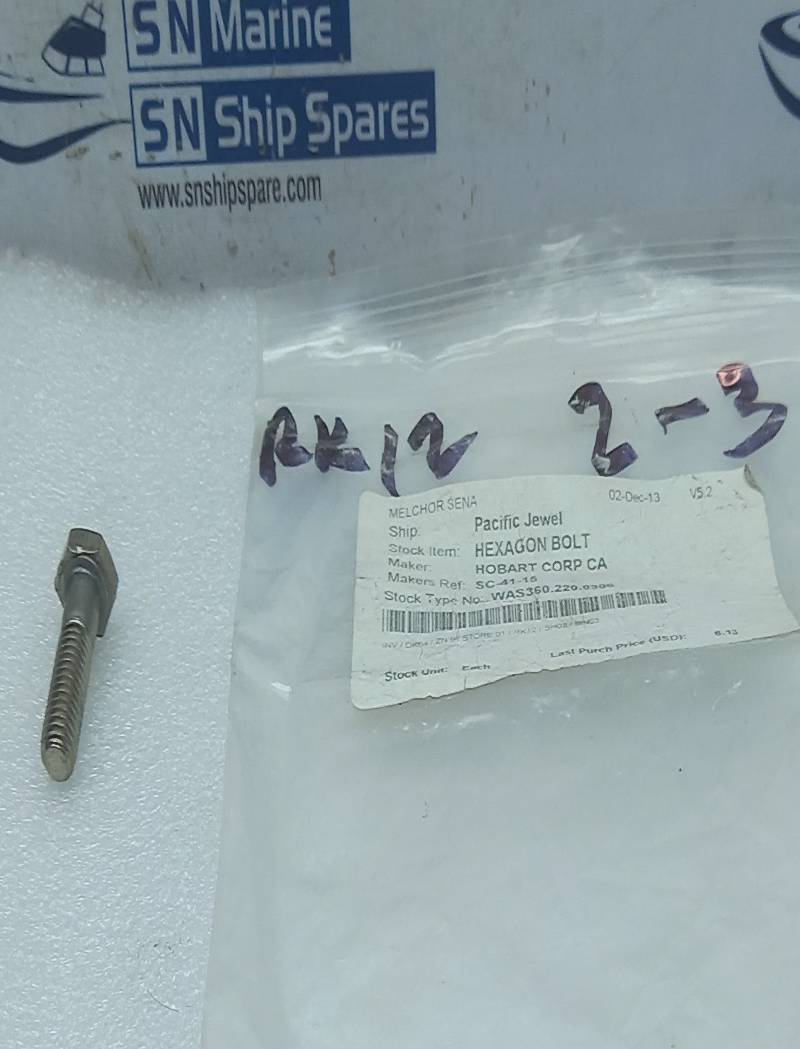 SN Marine
SN Ship Spares
www.snshipspare.com
RK12 2-3
MELCHOR SENA 02-Dec-13 V5.2
Ship: Pacific Jewel
Stock Item: HEXAGON BOLT
Maker: HOBART CORP CA
Makers Ref: SC-41-15
Stock Type No.. WAS360.220.0306
STORE 01
Last Purch Price (USD): 6.13
Stock Unit: Each